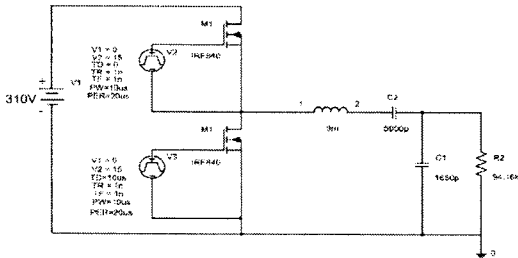 M1
IRF840
V2
V1 = 0
V2 = 15
TD = 0
TR = 1n
TF = 1n
PW=10us
PER=20us
+
V1
310V
-
1
2
C2
M1
IRF840
V3
V1 = 0
V2 = 15
TD=10us
TR = 1n
TF = 1n
PW=10us
PER=20us
C1
R2
0